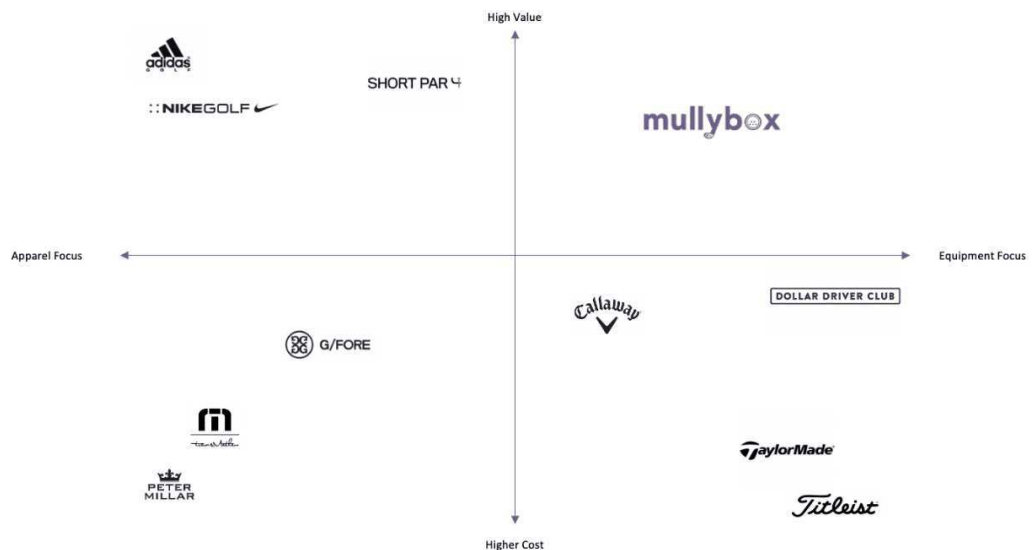 High Value
adidas
GOLF
SHORT PAR 4
NIKEGOLF
mullybox
Apparel Focus
Equipment Focus
DOLLAR DRIVER CLUB
Callaway
G/FORE
TaylorMade
PETER
MILLAR
Titleist
Higher Cost